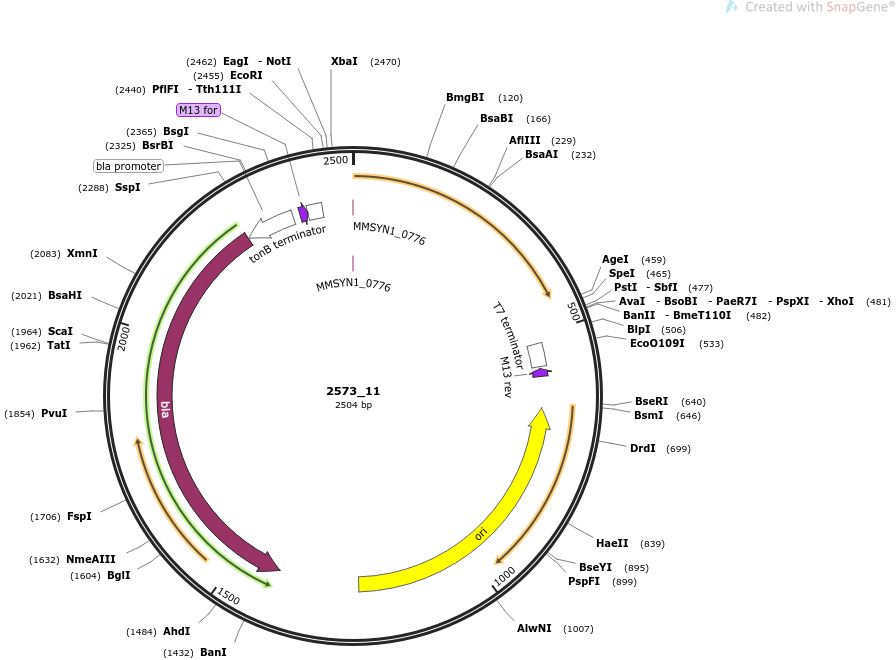 Created with SnapGene®
(2462) EagI - NotI
XbaI (2470)
(2455) EcoRI
(2440) PflFI - Tth111I
M13 for
(2365) BsgI
(2325) BsrBI
bla promoter
(2288) SspI
(2083) XmnI
(2021) BsaHI
(1964) ScaI
(1962) TatI
(1854) PvuI
(1706) FspI
(1632) NmeAIII
(1604) BglI
(1484) AhdI
(1432) BanI
BmgBI (120)
BsaBI (166)
AflIII (229)
BsaAI (232)
AgeI (459)
SpeI (465)
PstI - SbfI (477)
AvaI - BsoBI - PaeR7I - PspXI - XhoI (481)
BanII - BmeT110I (482)
BlpI (506)
EcoO109I (533)
BseRI (640)
BsmI (646)
DrdI (699)
HaeII (839)
BseYI (895)
PspFI (899)
AlwNI (1007)
2500
500
1000
1500
2000
tonB terminator
MMSYN1_0776
MMSYN1_0776
T7 terminator
M13 rev
bla
ori
2573_11
2504 bp